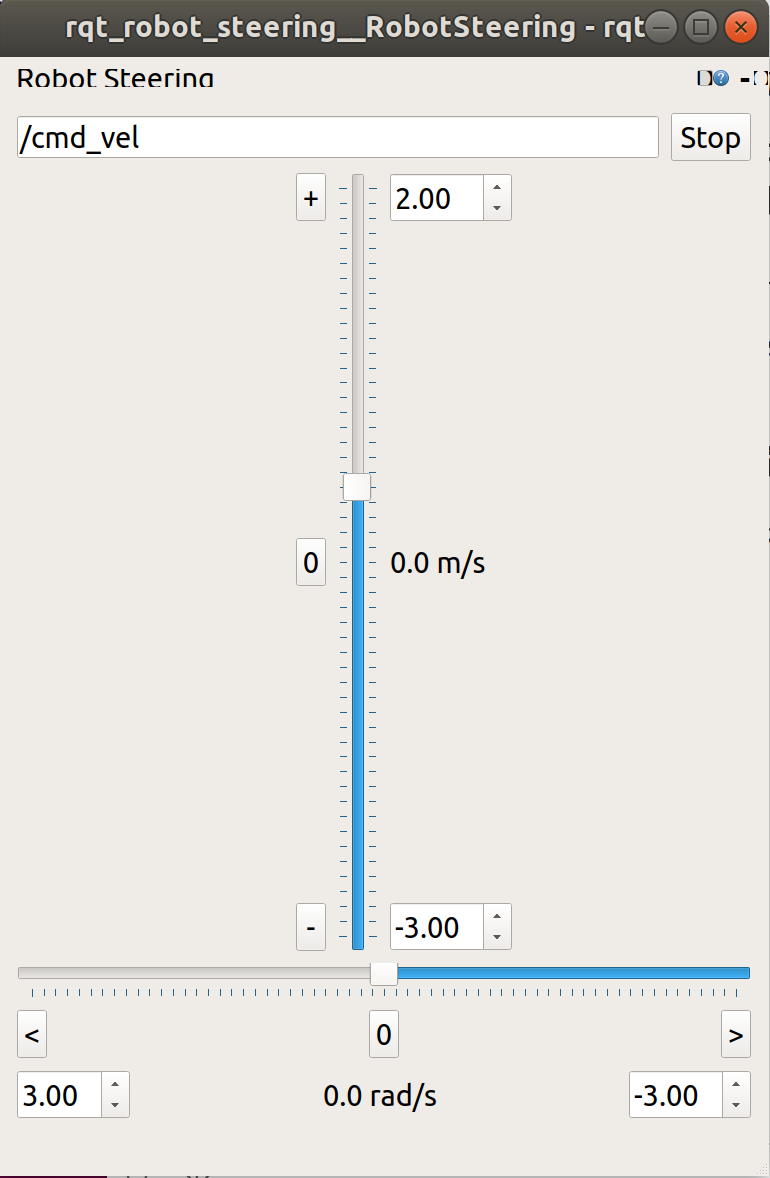 rqt_robot_steering__RobotSteering - rqt
Robot Steering
/cmd_vel Stop
+ 2.00
0 0.0 m/s
- -3.00
< 0 >
3.00 0.0 rad/s -3.00